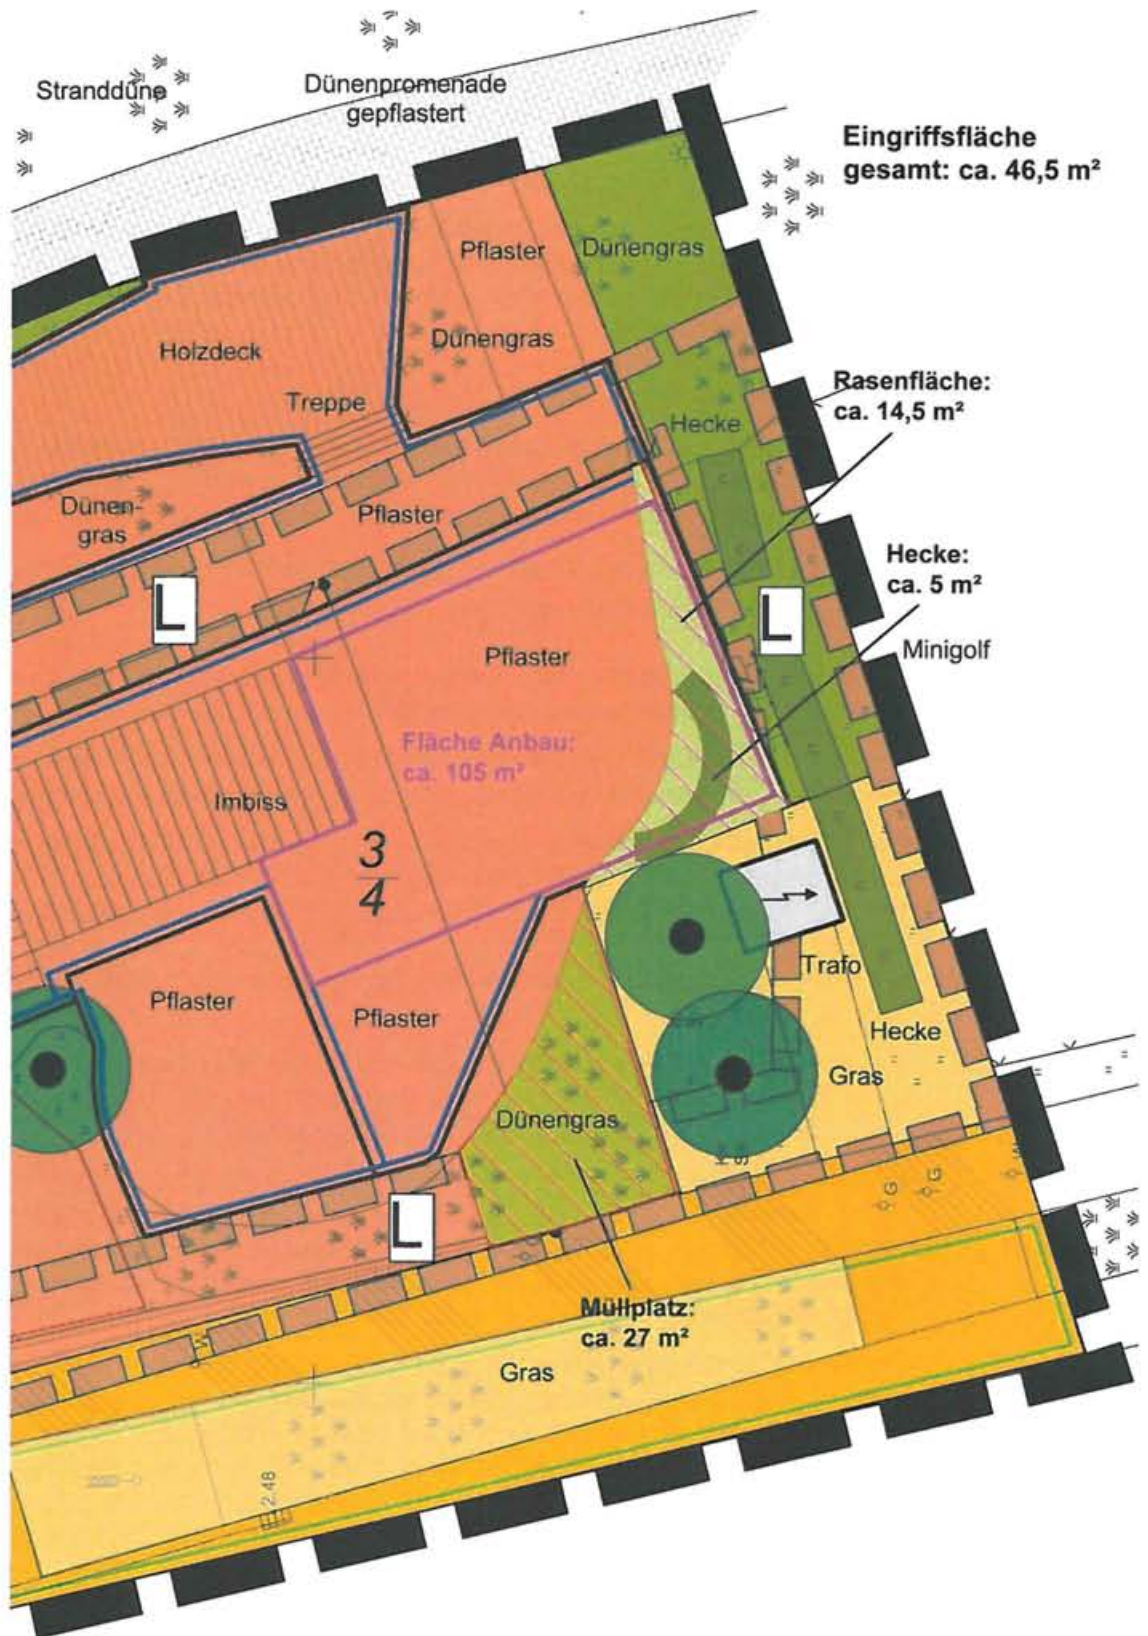 Stranddüne
Dünenpromenade
gepflastert
Eingriffsfläche
gesamt: ca. 46,5 m²
Pflaster
Dünengras
Dünengras
Holzdeck
Treppe
Rasenfläche:
ca. 14,5 m²
Hecke
Dünen-
gras
Pflaster
Hecke:
ca. 5 m²
L
L
Minigolf
Pflaster
Fläche Anbau:
ca. 105 m²
Imbiss
3
4
Trafo
Pflaster
Pflaster
Hecke
Gras
Dünengras
L
G
G
W
Müllplatz:
ca. 27 m²
W
Gras
2.48